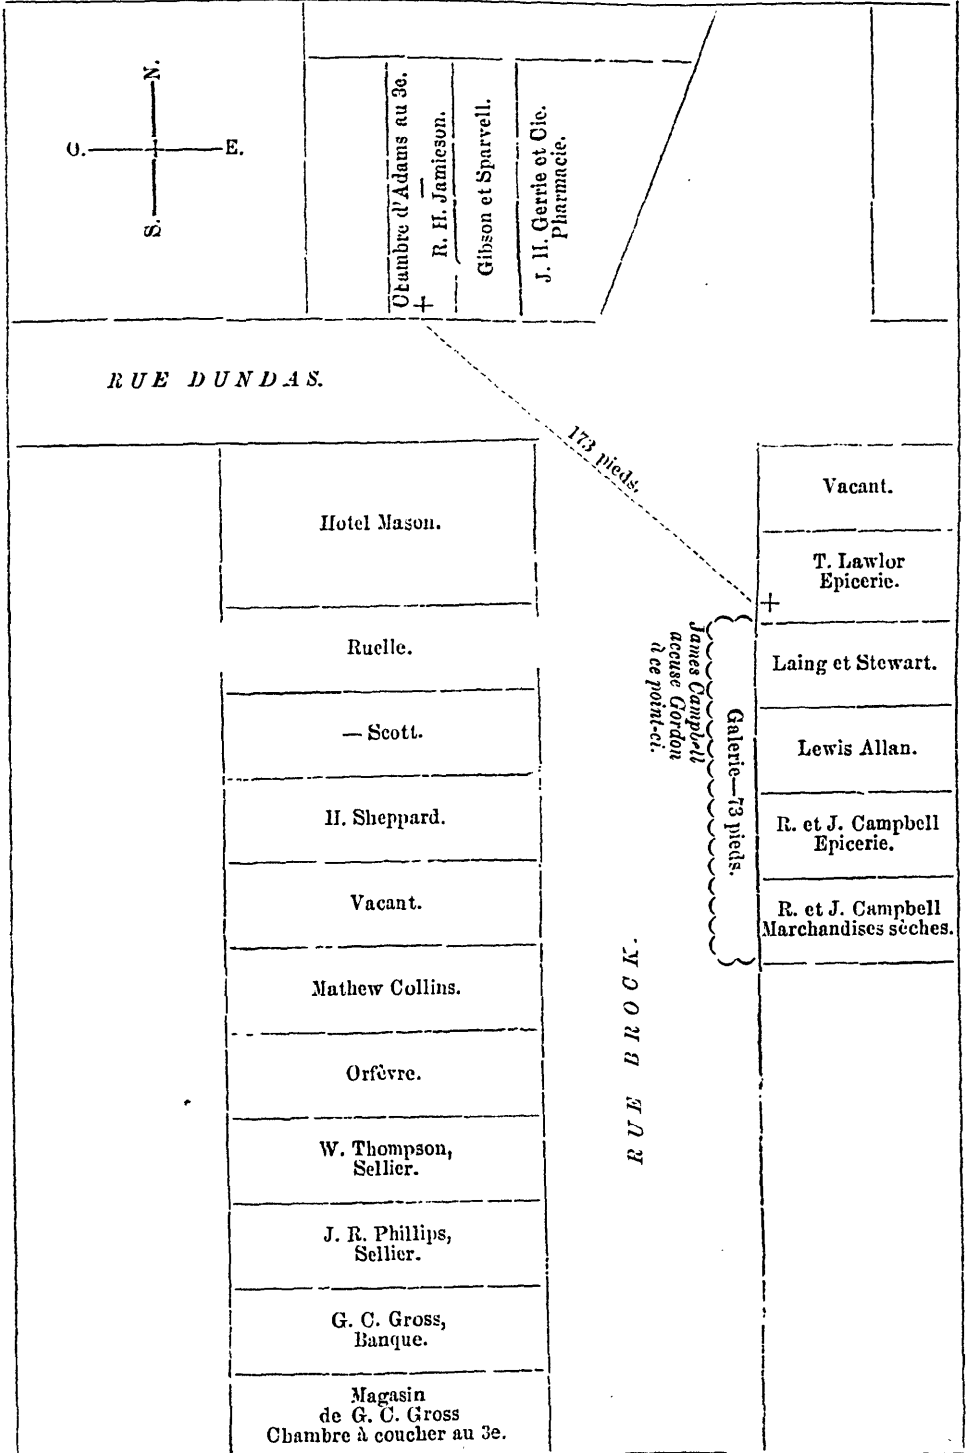 N.
O.
E.
S.
Chambre d'Adams au 3e.
—
R. H. Jamieson.
Gibson et Sparvell.
J. H. Gerrie et Cie.
Pharmacie.
RUE DUNDAS.
173 pieds.
Hotel Mason.
Ruelle.
— Scott.
H. Sheppard.
Vacant.
Mathew Collins.
Orfèvre.
W. Thompson,
Sellier.
J. R. Phillips,
Sellier.
G. C. Gross,
Banque.
Magasin
de G. C. Gross
Chambre à coucher au 3e.
James Campbell
accuse Gordon
à ce point-ci.
Galerie—73 pieds.
RUE BROCK.
Vacant.
T. Lawlor
Epicerie.
Laing et Stewart.
Lewis Allan.
R. et J. Campbell
Epicerie.
R. et J. Campbell
Marchandises sèches.